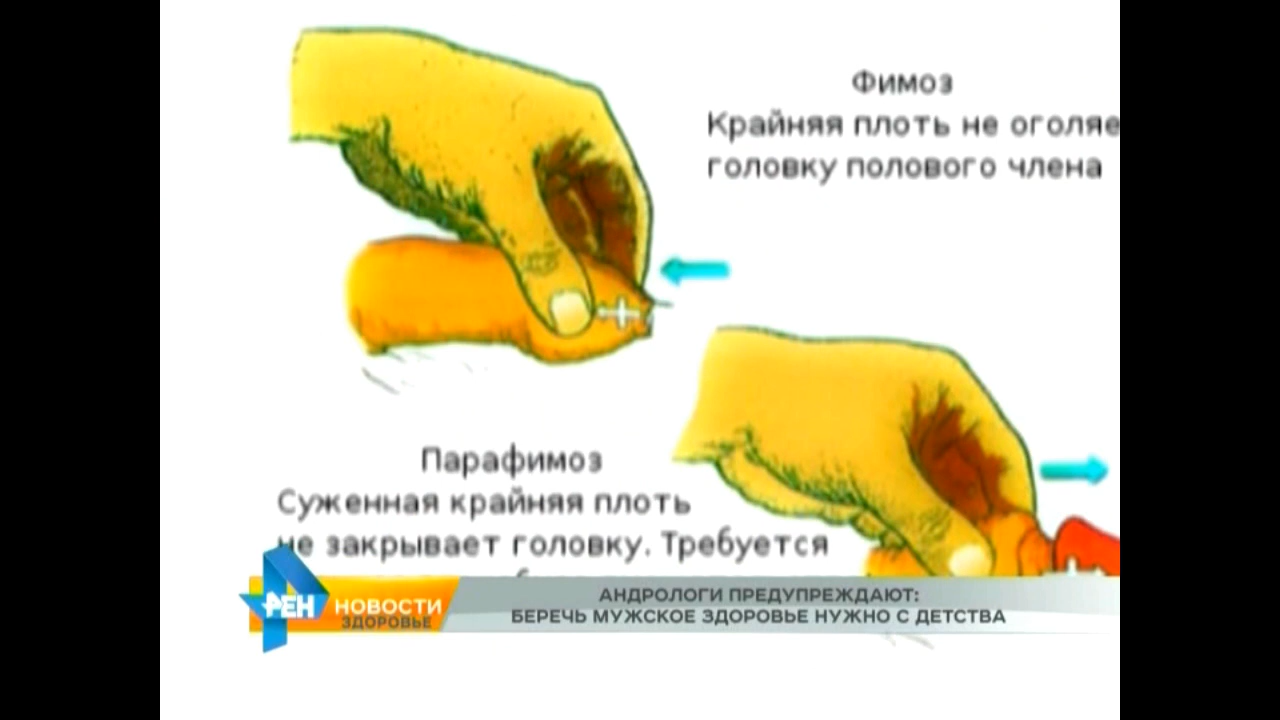 Фимоз
Крайняя плоть не оголяе
головку полового члена
Парафимоз
Суженная крайняя плоть
не закрывает головку. Требуется
РЕН НОВОСТИ
ЗДОРОВЬЕ
АНДРОЛОГИ ПРЕДУПРЕЖДАЮТ:
БЕРЕЧЬ МУЖСКОЕ ЗДОРОВЬЕ НУЖНО С ДЕТСТВА